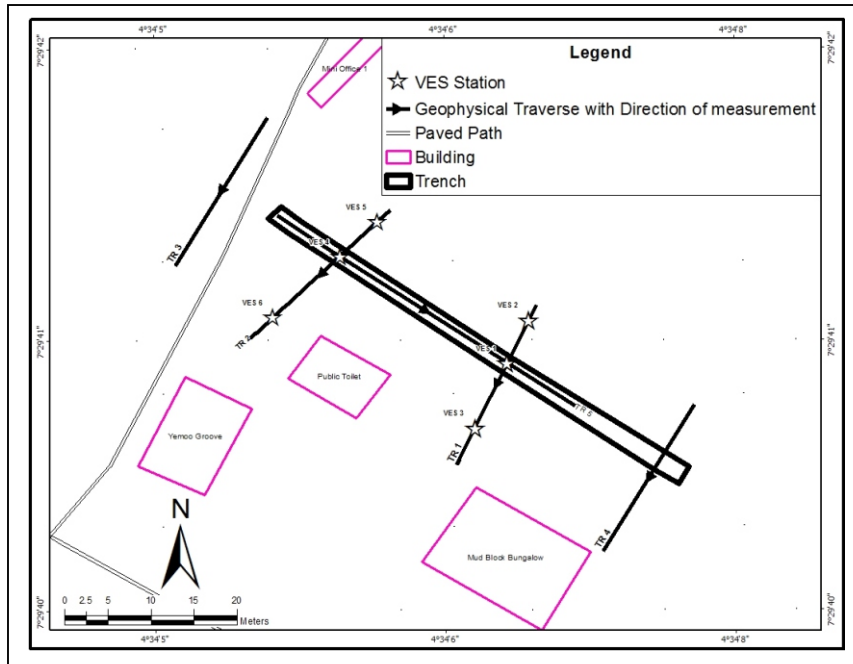 4°34'5"
4°34'6"
4°34'8"
7°29'42"
7°29'42"
Mini Office 1
Legend
VES Station
Geophysical Traverse with Direction of measurement
Paved Path
Building
Trench
TR 3
VES 5
VES 4
VES 6
TR 2
VES 2
7°29'41"
7°29'41"
Public Toilet
VES 3
TR 5
TR 1
Yemoo Groove
TR 4
Mud Block Bungalow
N
0 2.5 5 10 15 20
Meters
7°29'40"
7°29'40"
4°34'5"
4°34'6"
4°34'8"